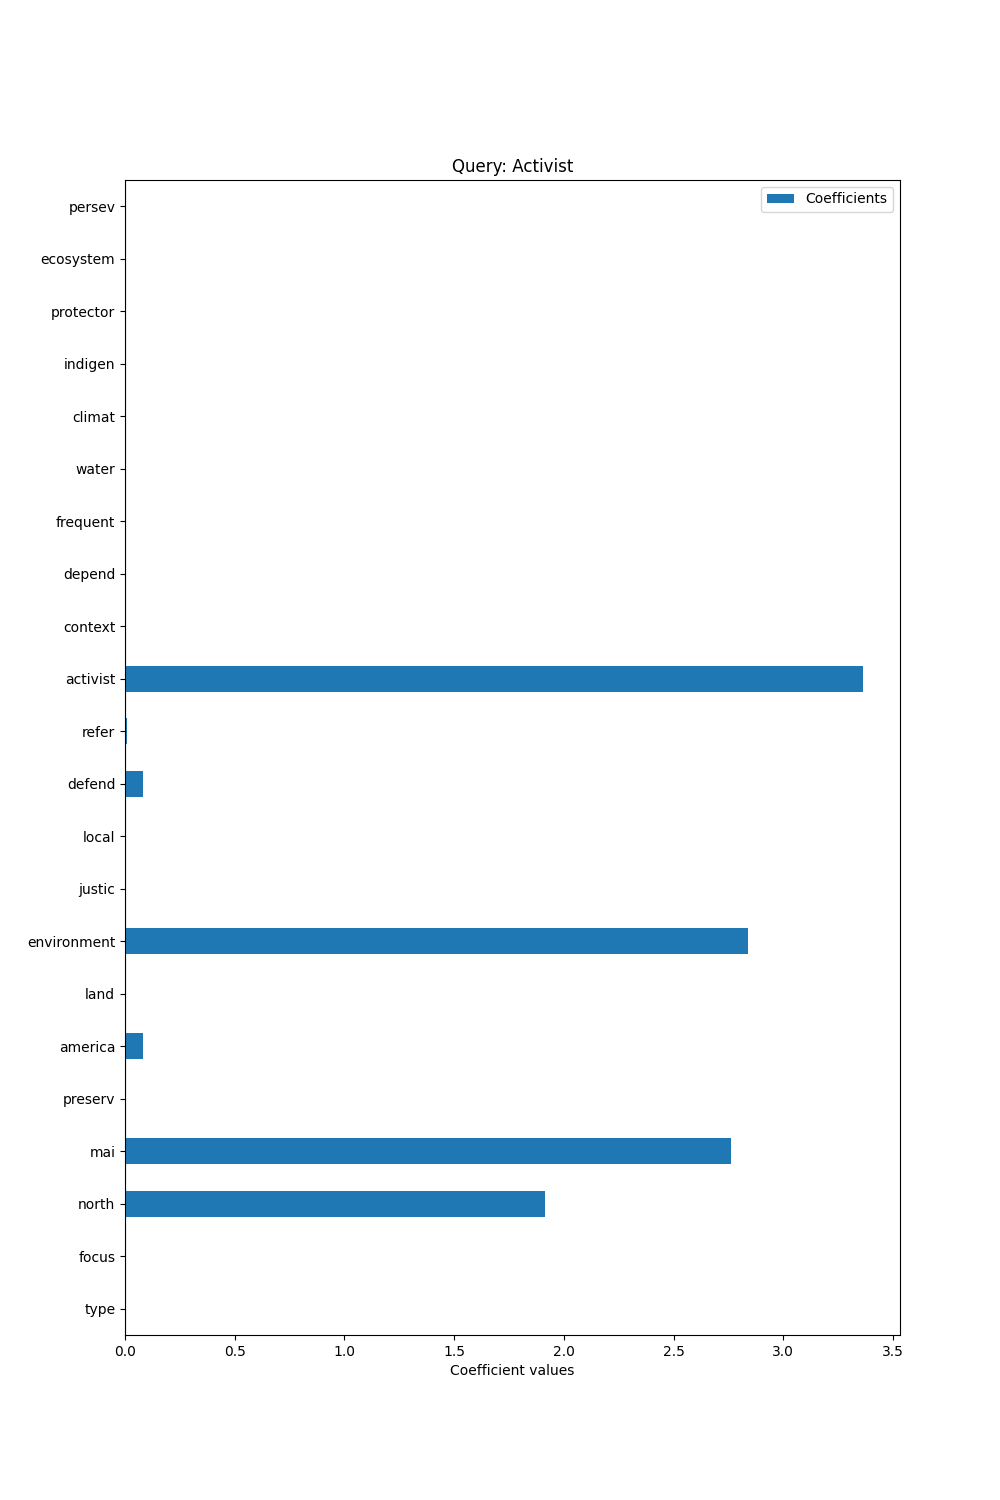 Query: Activist
Coefficients
persev
ecosystem
protector
indigen
climat
water
frequent
depend
context
activist
refer
defend
local
justic
environment
land
america
preserv
mai
north
focus
type
0.0 0.5 1.0 1.5 2.0 2.5 3.0 3.5
Coefficient values